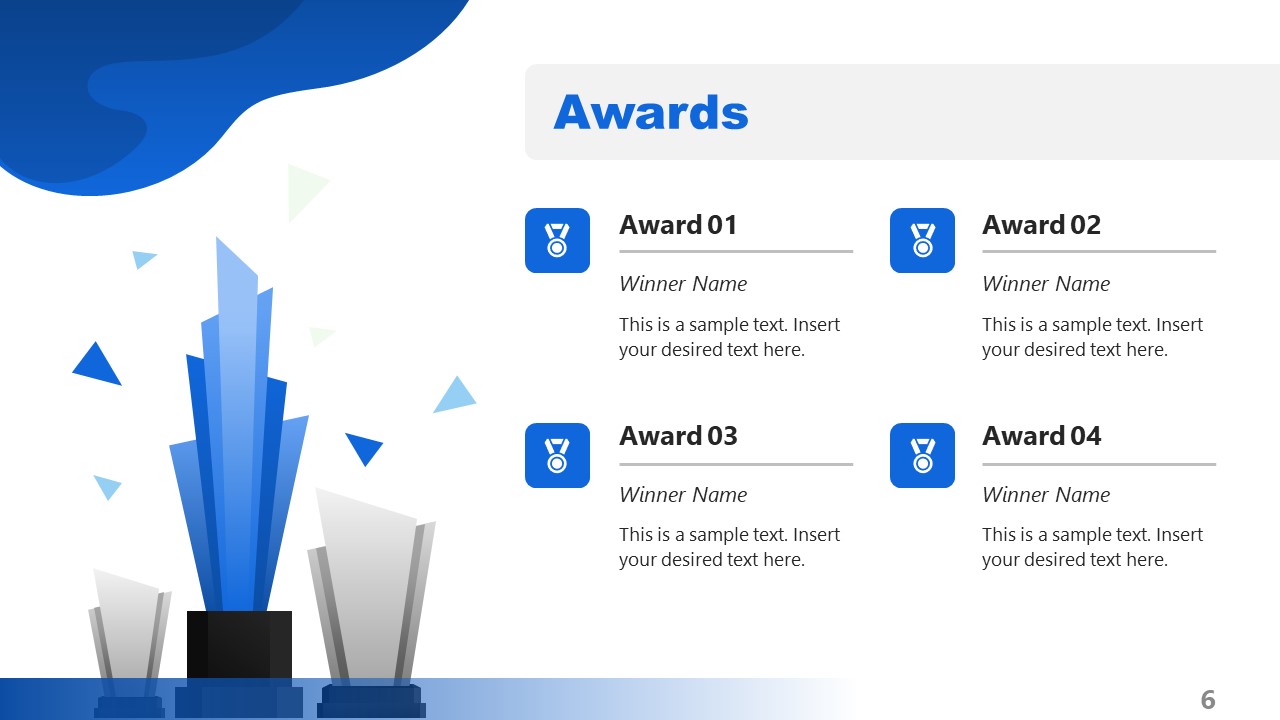 Awards
Award 01
Winner Name
This is a sample text. Insert
your desired text here.
Award 02
Winner Name
This is a sample text. Insert
your desired text here.
Award 03
Winner Name
This is a sample text. Insert
your desired text here.
Award 04
Winner Name
This is a sample text. Insert
your desired text here.
6